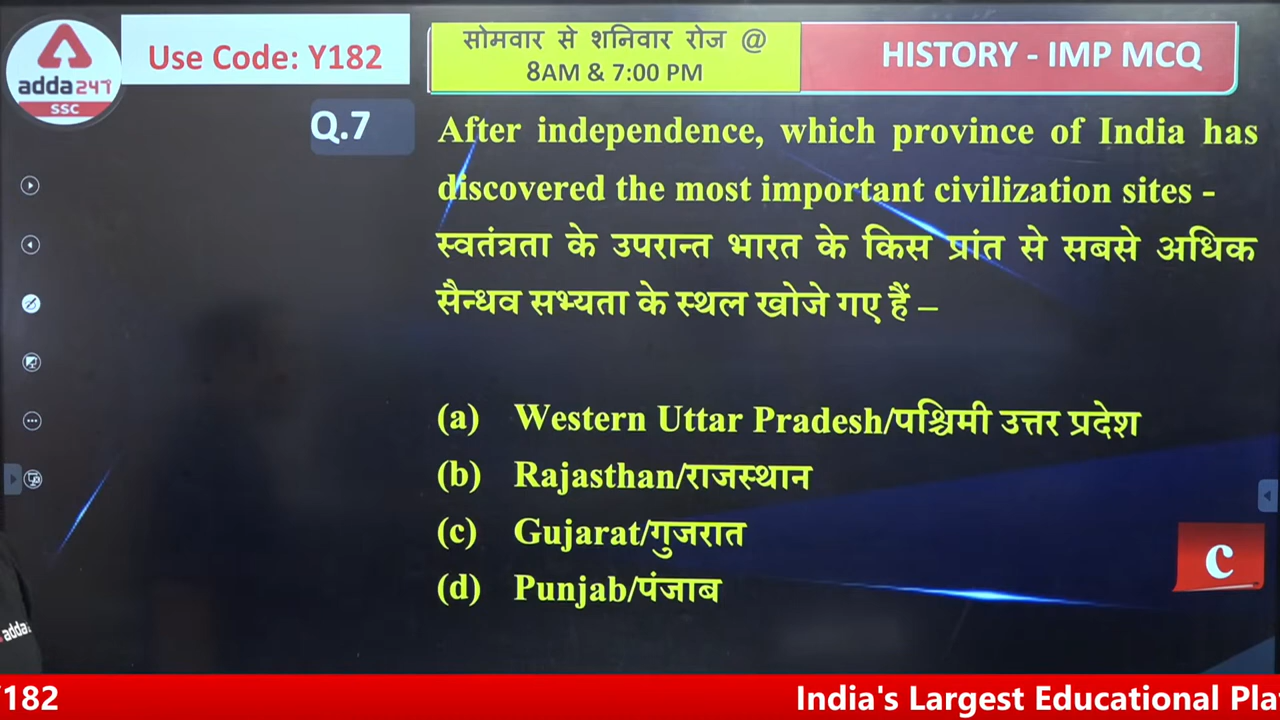 adda247
SSC
Use Code: Y182
सोमवार से शनिवार रोज @
8AM & 7:00 PM
HISTORY - IMP MCQ
Q.7
After independence, which province of India has
discovered the most important civilization sites -
स्वतंत्रता के उपरान्त भारत के किस प्रांत से सबसे अधिक
सैन्धव सभ्यता के स्थल खोजे गए हैं –
(a) Western Uttar Pradesh/पश्चिमी उत्तर प्रदेश
(b) Rajasthan/राजस्थान
(c) Gujarat/गुजरात
(d) Punjab/पंजाब
c
adda
182
India's Largest Educational Pla